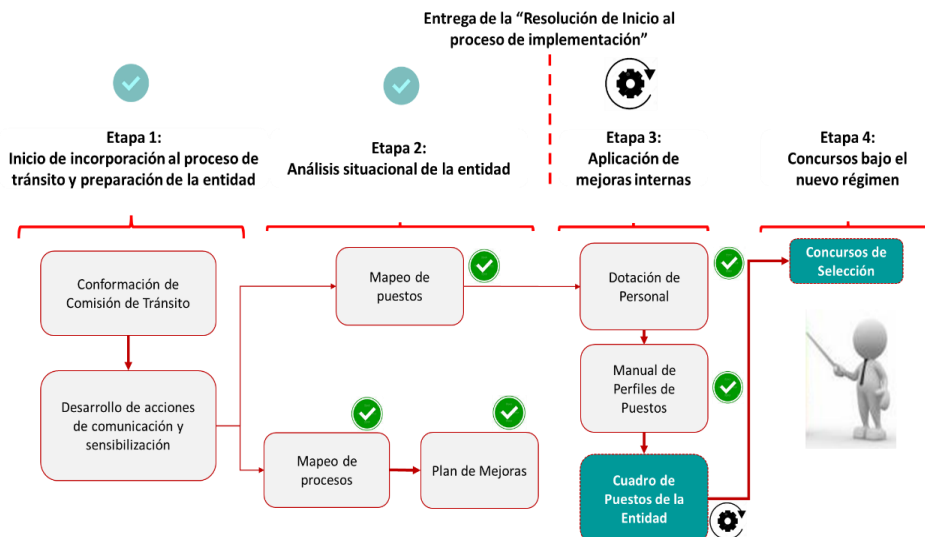 Entrega de la “Resolución de Inicio al
proceso de implementación”
Etapa 1:
Inicio de incorporación al proceso de
tránsito y preparación de la entidad
Etapa 2:
Análisis situacional de la entidad
Etapa 3:
Aplicación de
mejoras internas
Etapa 4:
Concursos bajo el
nuevo régimen
Conformación de
Comisión de Tránsito
Desarrollo de acciones
de comunicación y
sensibilización
Mapeo de
puestos
Mapeo de
procesos
Plan de Mejoras
Dotación de
Personal
Manual de
Perfiles de
Puestos
Cuadro de
Puestos de la
Entidad
Concursos de
Selección